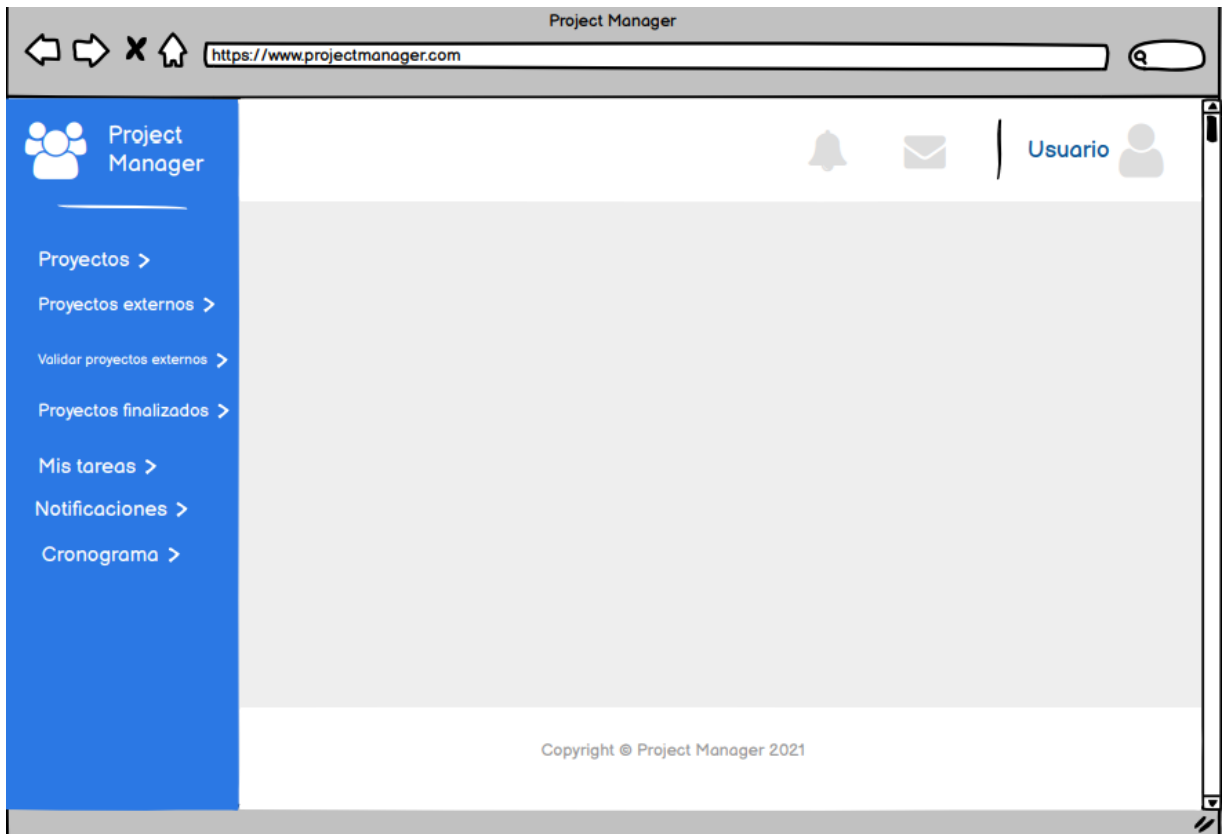 Project Manager
https://www.projectmanager.com
Project
Manager
Usuario
Proyectos >
Proyectos externos >
Validar proyectos externos >
Proyectos finalizados >
Mis tareas >
Notificaciones >
Cronograma >
Copyright © Project Manager 2021